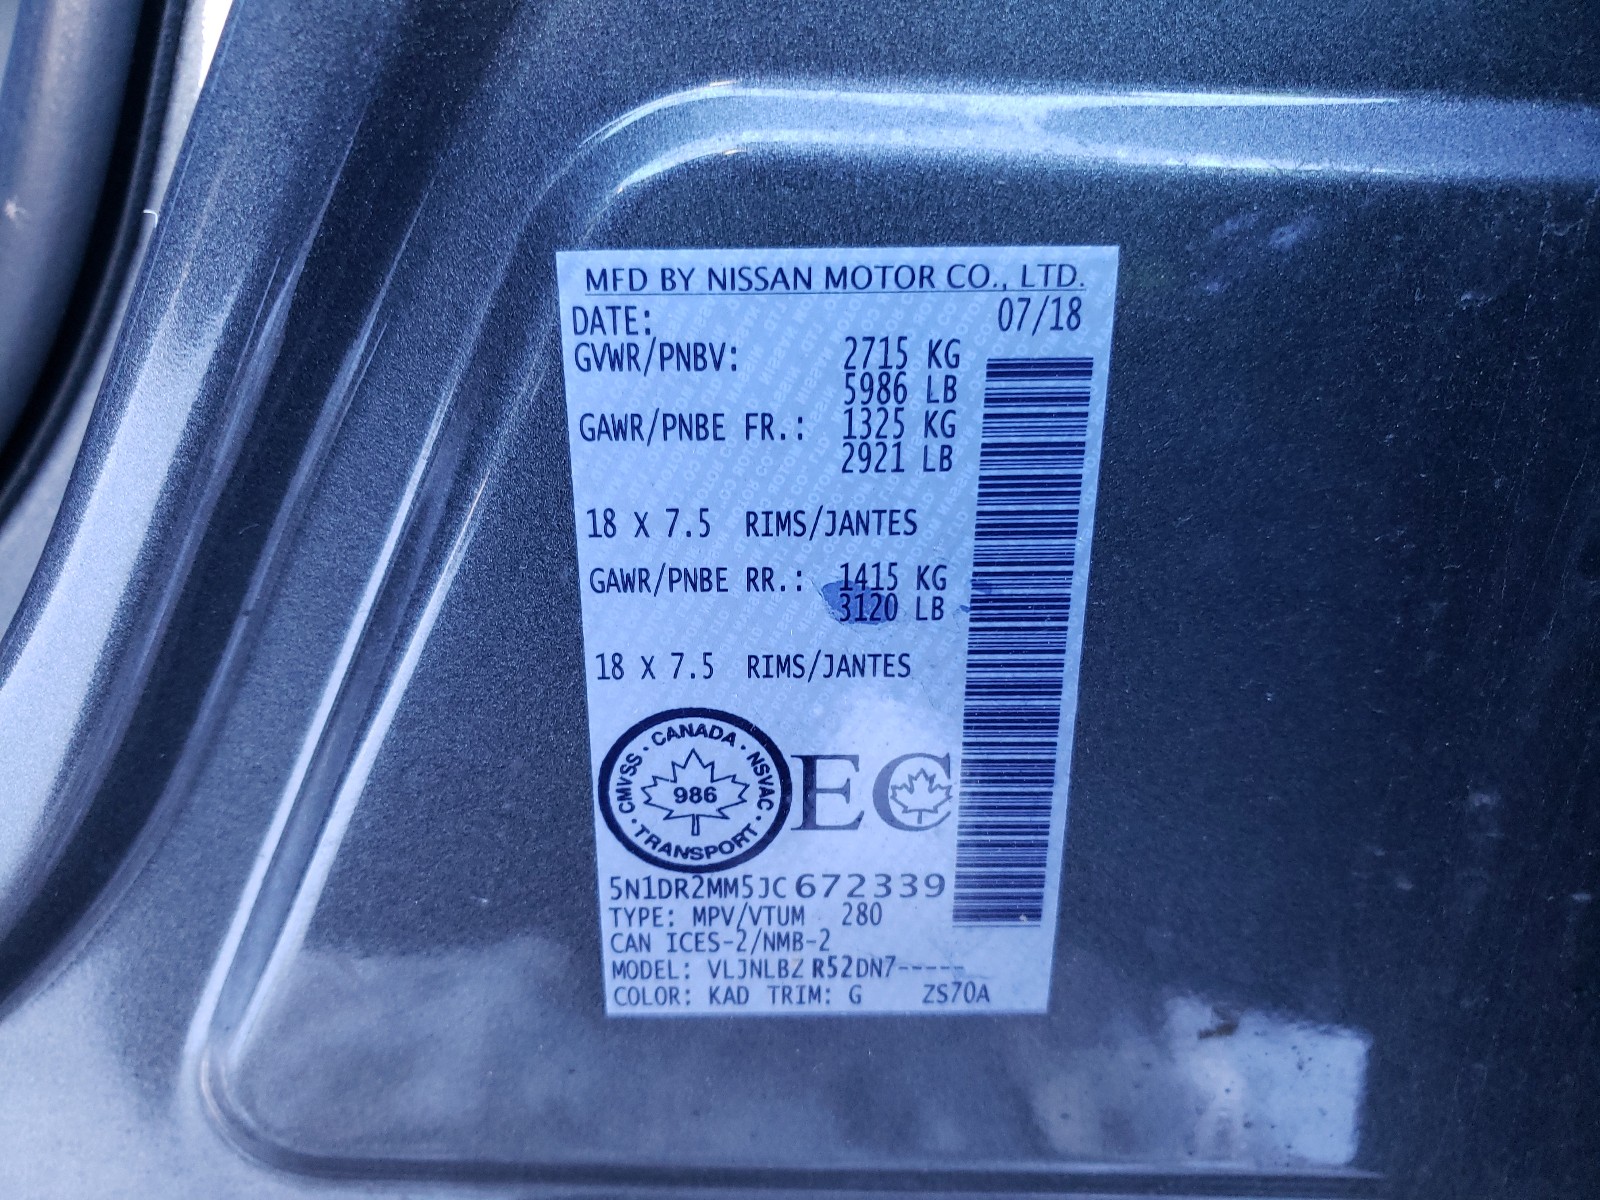 MFD BY NISSAN MOTOR CO., LTD.
DATE: 07/18
GVWR/PNBV: 2715 KG
5986 LB
GAWR/PNBE FR.: 1325 KG
2921 LB
18 X 7.5 RIMS/JANTES
GAWR/PNBE RR.: 1415 KG
3120 LB
18 X 7.5 RIMS/JANTES
CANADA · NSVAC · TRANSPORT · CMVSS ·
986
EC
5N1DR2MM5JC672339
TYPE: MPV/VTUM 280
CAN ICES-2/NMB-2
MODEL: VLJNLBZ R52DN7-----
COLOR: KAD TRIM: G ZS70A